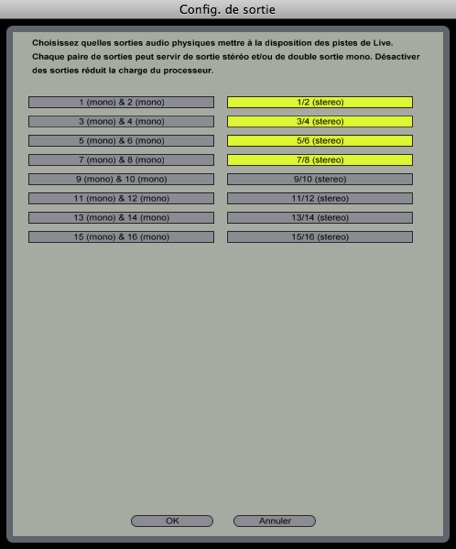 Config. de sortie
Choisissez quelles sorties audio physiques mettre à la disposition des pistes de Live.
Chaque paire de sorties peut servir de sortie stéréo et/ou de double sortie mono. Désactiver
des sorties réduit la charge du processeur.
1 (mono) & 2 (mono) 1/2 (stereo)
3 (mono) & 4 (mono) 3/4 (stereo)
5 (mono) & 6 (mono) 5/6 (stereo)
7 (mono) & 8 (mono) 7/8 (stereo)
9 (mono) & 10 (mono) 9/10 (stereo)
11 (mono) & 12 (mono) 11/12 (stereo)
13 (mono) & 14 (mono) 13/14 (stereo)
15 (mono) & 16 (mono) 15/16 (stereo)
OK Annuler